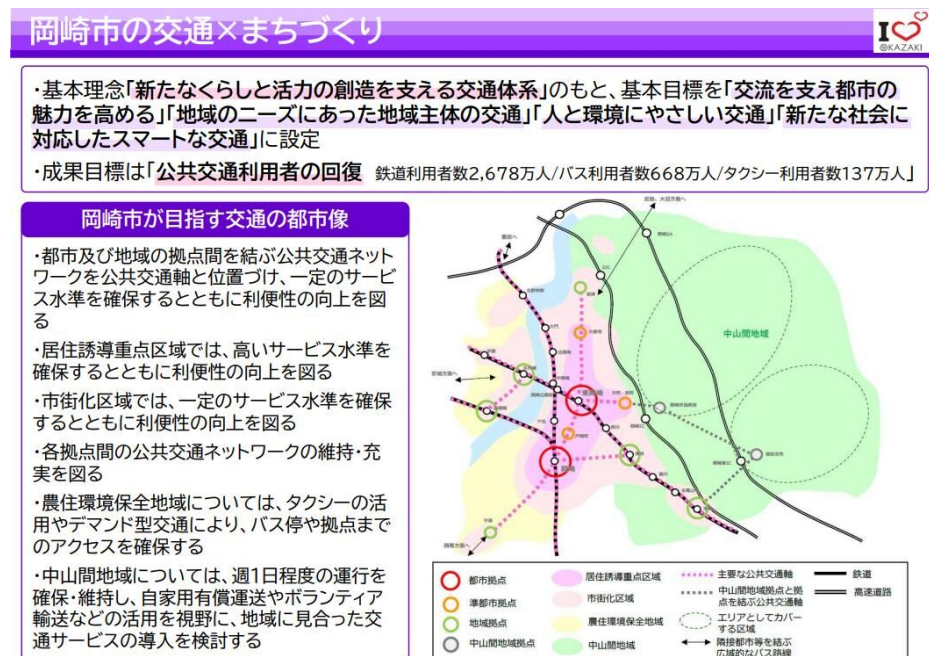 岡崎市の交通×まちづくり
I
@OKAZAKI
・基本理念「新たなくらしと活力の創造を支える交通体系」のもと、基本目標を「交流を支え都市の
魅力を高める」「地域のニーズにあった地域主体の交通」「人と環境にやさしい交通」「新たな社会に
対応したスマートな交通」に設定
・成果目標は「公共交通利用者の回復 鉄道利用者数2,678万人/バス利用者数668万人/タクシー利用者数137万人」
岡崎市が目指す交通の都市像
・都市及び地域の拠点間を結ぶ公共交通ネット
ワークを公共交通軸と位置づけ、一定のサービ
ス水準を確保するとともに利便性の向上を図
る
・居住誘導重点区域では、高いサービス水準を
確保するとともに利便性の向上を図る
・市街化区域では、一定のサービス水準を確保
するとともに利便性の向上を図る
・各拠点間の公共交通ネットワークの維持・充
実を図る
・農住環境保全地域については、タクシーの活
用やデマンド型交通により、バス停や拠点まで
のアクセスを確保する
・中山間地域については、週1日程度の運行を
確保・維持し、自家用有償運送やボランティア
輸送などの活用を視野に、地域に見合った交
通サービスの導入を検討する
中山間地域
東岡崎
岡崎
都市拠点
準都市拠点
地域拠点
中山間地域拠点
居住誘導重点区域
市街化区域
農住環境保全地域
中山間地域
主要な公共交通軸
中山間地域拠点と拠
点を結ぶ公共交通軸
エリアとしてカバー
する区域
隣接都市等を結ぶ
広域的なバス路線
鉄道
高速道路